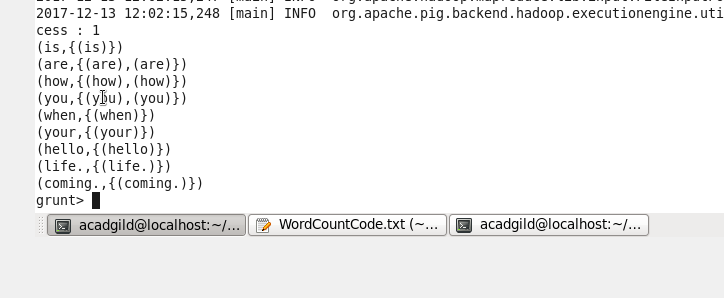 2017-12-13 12:02:15,248 [main] INFO  org.apache.pig.backend.hadoop.executionengine.uti
cess : 1
(is,{(is)})
(are,{(are),(are)})
(how,{(how),(how)})
(you,{(you),(you)})
(when,{(when)})
(your,{(your)})
(hello,{(hello)})
(life.,{(life.)})
(coming.,{(coming.)})
grunt>
acadgild@localhost:~/... WordCountCode.txt (~... acadgild@localhost:~/...